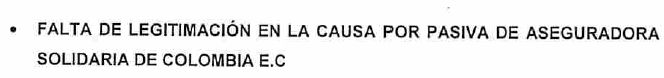 • FALTA DE LEGITIMACIÓN EN LA CAUSA POR PASIVA DE ASEGURADORA
SOLIDARIA DE COLOMBIA E.C